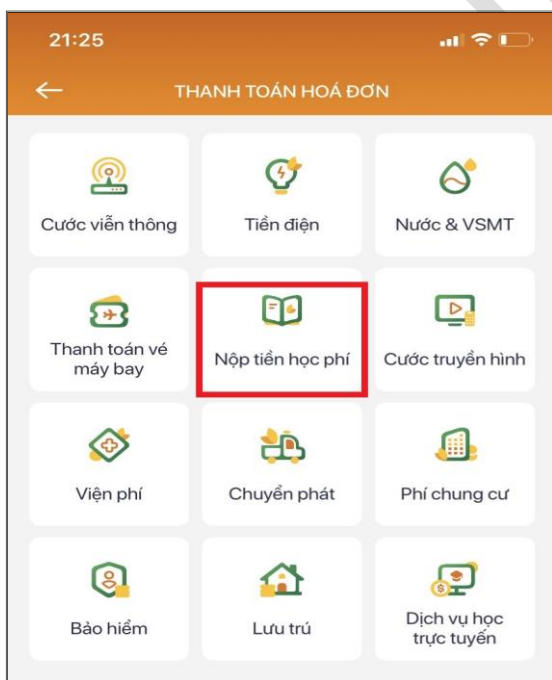 21:25
THANH TOÁN HOÁ ĐƠN
Cước viễn thông
Tiền điện
Nước & VSMT
Thanh toán vé
máy bay
Nộp tiền học phí
Cước truyền hình
Viện phí
Chuyển phát
Phí chung cư
Bảo hiểm
Lưu trú
Dịch vụ học
trực tuyến